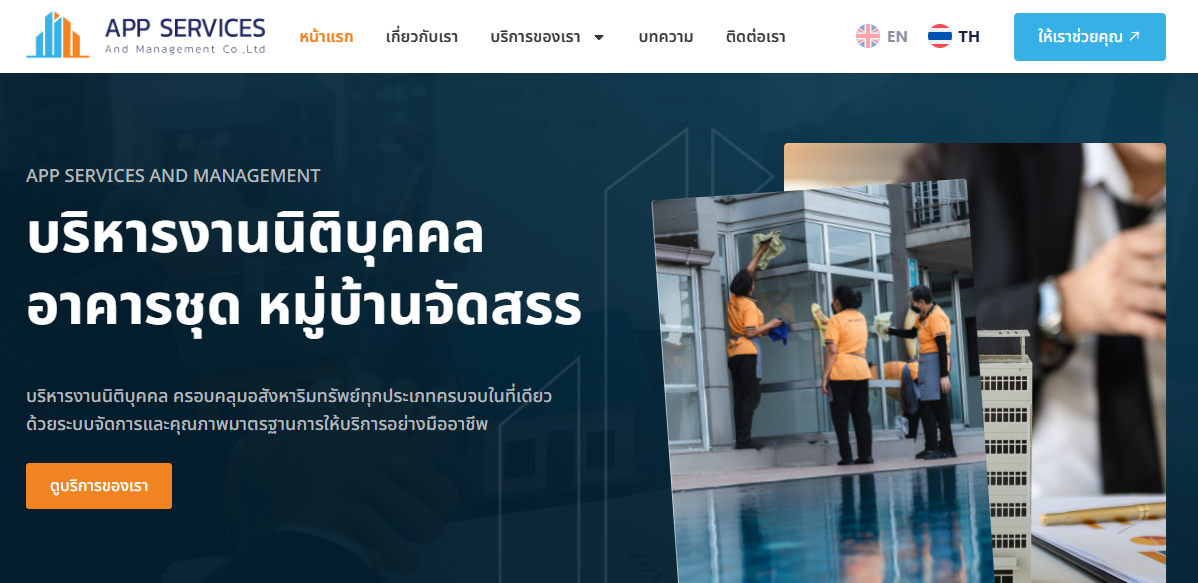 APP SERVICES
And Management Co.,Ltd.
หน้าแรก
เกี่ยวกับเรา
บริการของเรา
บทความ
ติดต่อเรา
EN
TH
ให้เราช่วยคุณ
APP SERVICES AND MANAGEMENT
บริหารงานนิติบุคคล
อาคารชุด หมู่บ้านจัดสรร
บริหารงานนิติบุคคล ครอบคลุมอสังหาริมทรัพย์ทุกประเภทครบจบในที่เดียว
ด้วยระบบจัดการและคุณภาพมาตรฐานการให้บริการอย่างมืออาชีพ
ดูบริการของเรา